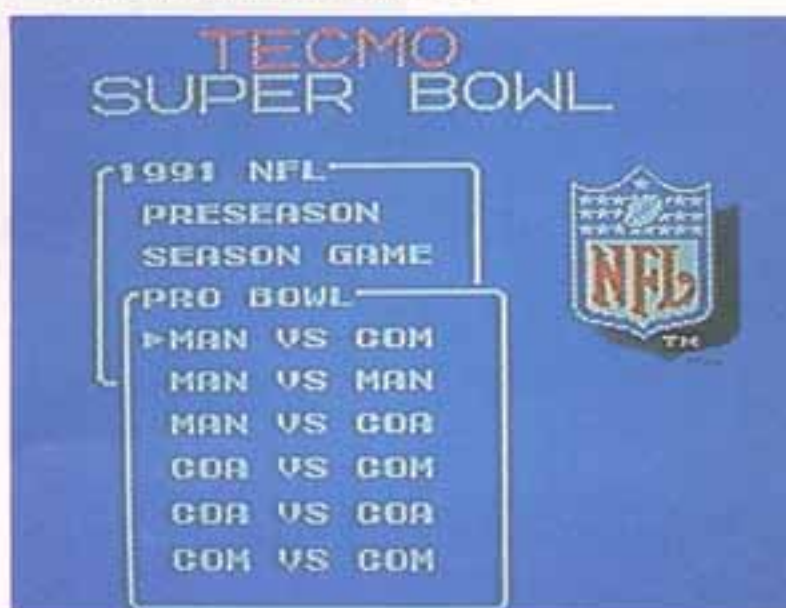 TECMO
SUPER BOWL
1991 NFL
PRESEASON
SEASON GAME
PRO BOWL
MAN VS COM
MAN VS MAN
MAN VS COA
COA VS COM
COA VS COA
COM VS COM
NFL
TM